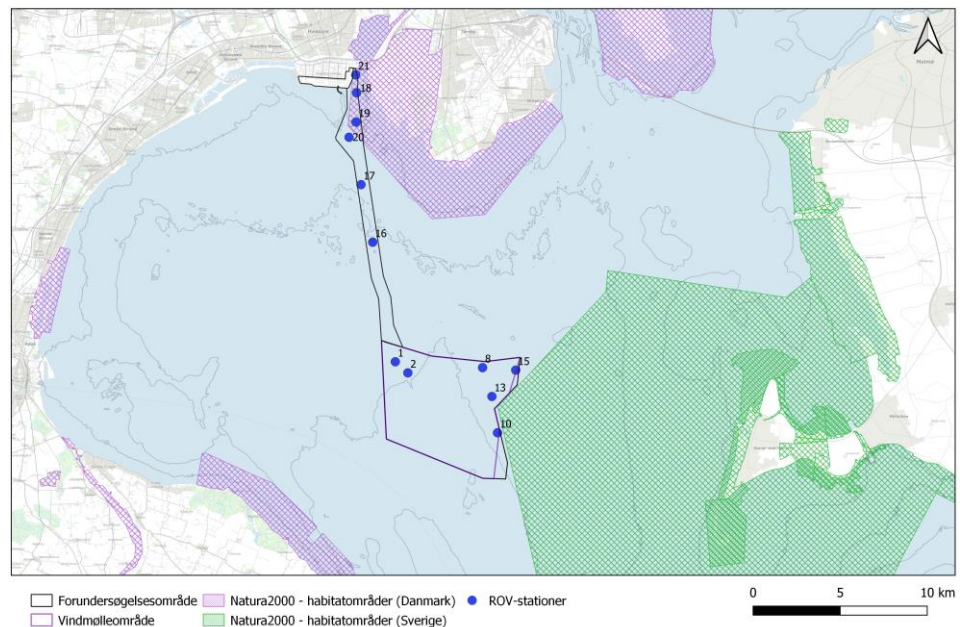 21
18
19
20
17
16
1
2
8
15
13
10
Forundersøgelsesområde
Natura2000 - habitatområder (Danmark)
ROV-stationer
Vindmølleområde
Natura2000 - habitatområder (Sverige)
0 5 10 km